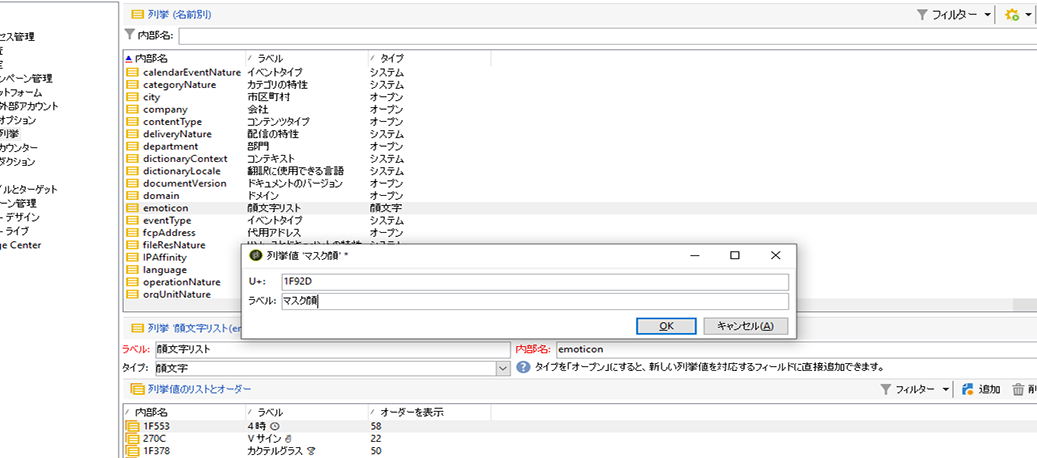 列挙 (名前別)
フィルター
内部名:
セス管理
ンペーン管理
ットフォーム
外部アカウント
オプション
列挙
カウンター
ダクション
イルとターゲット
ーン管理
- デザイン
- ライブ
ge Center
内部名 ラベル タイプ
calendarEventNature イベントタイプ システム
categoryNature カテゴリの特性 システム
city 市区町村 オープン
company 会社 オープン
contentType コンテンツタイプ オープン
deliveryNature 配信の特性 システム
department 部門 オープン
dictionaryContext コンテキスト システム
dictionaryLocale 翻訳に使用できる言語 システム
documentVersion ドキュメントのバージョン オープン
domain ドメイン オープン
emoticon 顔文字リスト 顔文字
eventType イベントタイプ システム
fcpAddress 代用アドレス オープン
fileResNature
IPAffinity
language
operationNature
orgUnitNature
列挙値 'マスク顔' *
U+: 1F92D
ラベル: マスク顔
OK キャンセル(A)
列挙 '顔文字リスト(e
ラベル: 顔文字リスト 内部名: emoticon
タイプ: 顔文字 タイプを「オープン」にすると、新しい列挙値を対応するフィールドに直接追加できます。
列挙値のリストとオーダー フィルター 追加
内部名 ラベル オーダーを表示
1F553 4時 🕓 58
270C V サイン ✌ 22
1F378 カクテルグラス 🍸 50